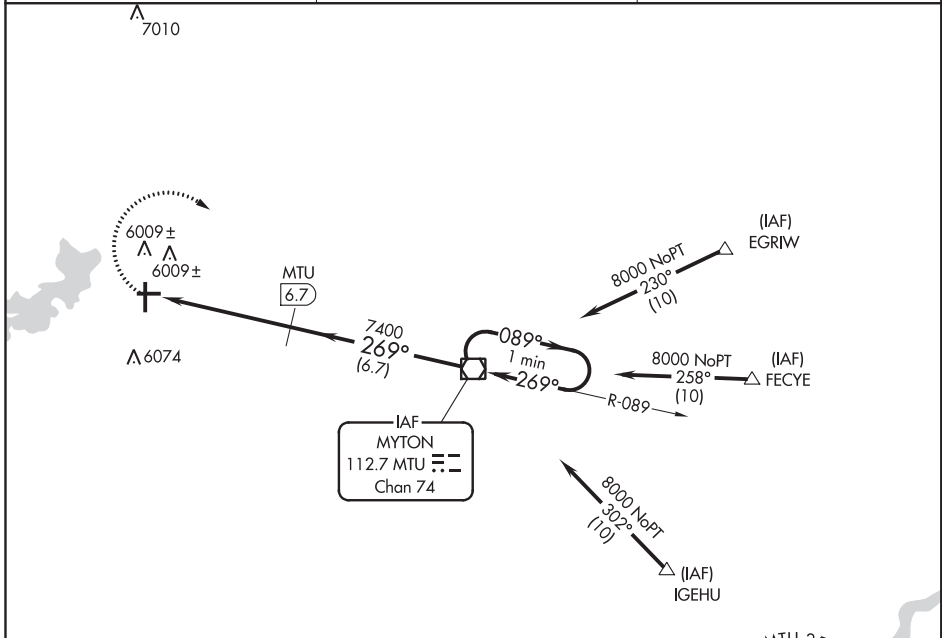 7010
6009±
6009±
6074
MTU
6.7
7400
269°
(6.7)
089°
1 min
269°
R-089
(IAF)
EGRIW
8000 NoPT
230°
(10)
8000 NoPT
258°
(10)
(IAF)
FECYE
8000 NoPT
302°
(10)
(IAF)
IGEHU
IAF
MYTON
112.7 MTU
Chan 74